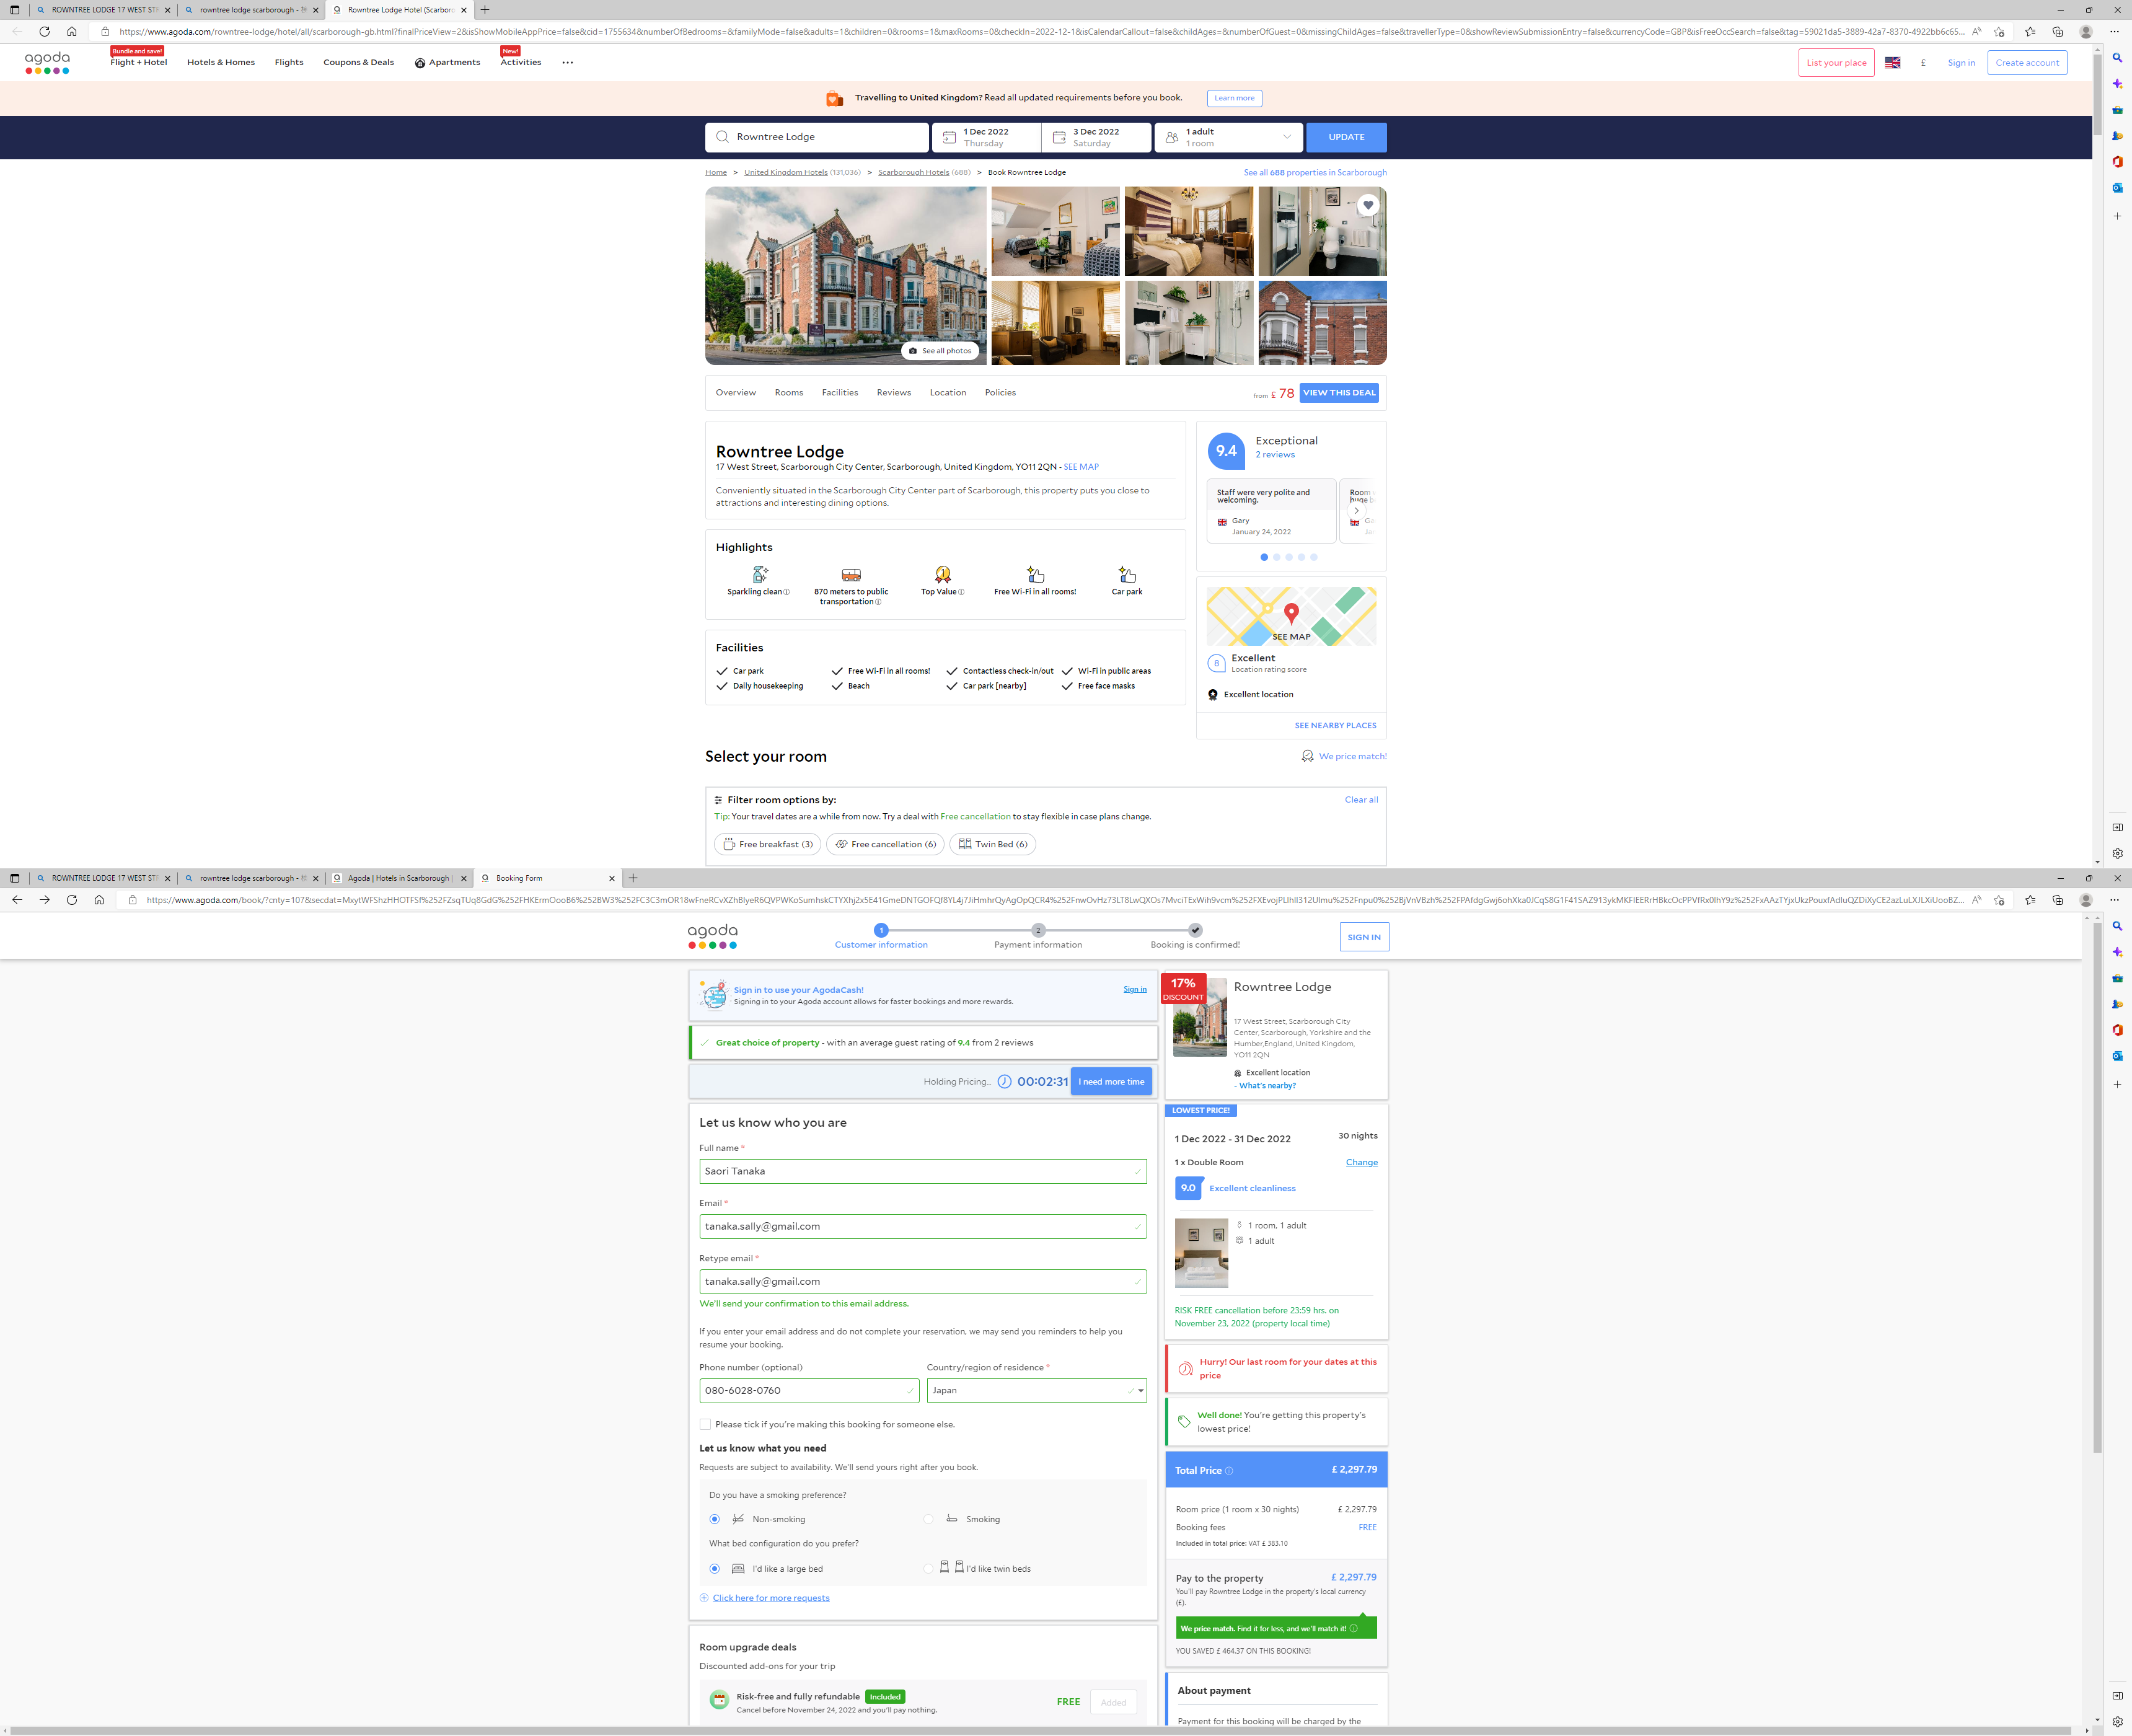 ROWNTREE LODGE 17 WEST STR
rowntree lodge scarborough - 検
Rowntree Lodge Hotel (Scarboro
https://www.agoda.com/rowntree-lodge/hotel/all/scarborough-gb.html?finalPriceView=2&isShowMobileAppPrice=false&cid=1755634&numberOfBedrooms=&familyMode=false&adults=1&children=0&rooms=1&maxRooms=0&checkIn=2022-12-1&isCalendarCallout=false&childAges=&numberOfGuest=0&missingChildAges=false&travellerType=0&showReviewSubmissionEntry=false&currencyCode=GBP&isFreeOccSearch=false&tag=59021da5-3889-42a7-8370-4922bb6c65...
agoda
Bundle and save!
Flight + Hotel
Hotels & Homes
Flights
Coupons & Deals
Apartments
New!
Activities
List your place
£
Sign in
Create account
Travelling to United Kingdom? Read all updated requirements before you book.
Learn more
Rowntree Lodge
1 Dec 2022
Thursday
3 Dec 2022
Saturday
1 adult
1 room
UPDATE
Home > United Kingdom Hotels (131,036) > Scarborough Hotels (688) > Book Rowntree Lodge
See all 688 properties in Scarborough
See all photos
Overview
Rooms
Facilities
Reviews
Location
Policies
from £ 78
VIEW THIS DEAL
Rowntree Lodge
17 West Street, Scarborough City Center, Scarborough, United Kingdom, YO11 2QN - SEE MAP
Conveniently situated in the Scarborough City Center part of Scarborough, this property puts you close to
attractions and interesting dining options.
9.4
Exceptional
2 reviews
Staff were very polite and
welcoming.
Gary
January 24, 2022
Room
huge b
Ga
Ja
Highlights
Sparkling clean
870 meters to public
transportation
Top Value
Free Wi-Fi in all rooms!
Car park
SEE MAP
8
Excellent
Location rating score
Excellent location
SEE NEARBY PLACES
Facilities
Car park
Free Wi-Fi in all rooms!
Contactless check-in/out
Wi-Fi in public areas
Daily housekeeping
Beach
Car park [nearby]
Free face masks
Select your room
We price match!
Filter room options by:
Clear all
Tip: Your travel dates are a while from now. Try a deal with Free cancellation to stay flexible in case plans change.
Free breakfast (3)
Free cancellation (6)
Twin Bed (6)
ROWNTREE LODGE 17 WEST STR
rowntree lodge scarborough - 検
Agoda | Hotels in Scarborough |
Booking Form
agoda
1
Customer information
2
Payment information
Booking is confirmed!
SIGN IN
Sign in to use your AgodaCash!
Signing in to your Agoda account allows for faster bookings and more rewards.
Sign in
Great choice of property - with an average guest rating of 9.4 from 2 reviews
Holding Pricing...
00:02:31
I need more time
Let us know who you are
Full name *
Saori Tanaka
Email *
tanaka.sally@gmail.com
Retype email *
tanaka.sally@gmail.com
We'll send your confirmation to this email address.
If you enter your email address and do not complete your reservation, we may send you reminders to help you
resume your booking.
Phone number (optional)
Country/region of residence *
080-6028-0760
Japan
Please tick if you're making this booking for someone else.
Let us know what you need
Requests are subject to availability. We'll send yours right after you book.
Do you have a smoking preference?
Non-smoking
Smoking
What bed configuration do you prefer?
I'd like a large bed
I'd like twin beds
Click here for more requests
Room upgrade deals
Discounted add-ons for your trip
Risk-free and fully refundable
Included
Cancel before November 24, 2022 and you'll pay nothing.
FREE
Added
17%
DISCOUNT
Rowntree Lodge
17 West Street, Scarborough City
Center, Scarborough, Yorkshire and the
Humber,England, United Kingdom,
YO11 2QN
Excellent location
- What's nearby?
LOWEST PRICE!
1 Dec 2022 - 31 Dec 2022
30 nights
1 x Double Room
Change
9.0
Excellent cleanliness
1 room, 1 adult
1 adult
RISK FREE cancellation before 23:59 hrs. on
November 23, 2022 (property local time)
Hurry! Our last room for your dates at this
price
Well done! You're getting this property's
lowest price!
Total Price
£ 2,297.79
Room price (1 room x 30 nights)
£ 2,297.79
Booking fees
FREE
Included in total price: VAT £ 383.10
Pay to the property
£ 2,297.79
You'll pay Rowntree Lodge in the property's local currency
(£).
We price match. Find it for less, and we'll match it!
YOU SAVED £ 464.37 ON THIS BOOKING!
About payment
Payment for this booking will be charged by the